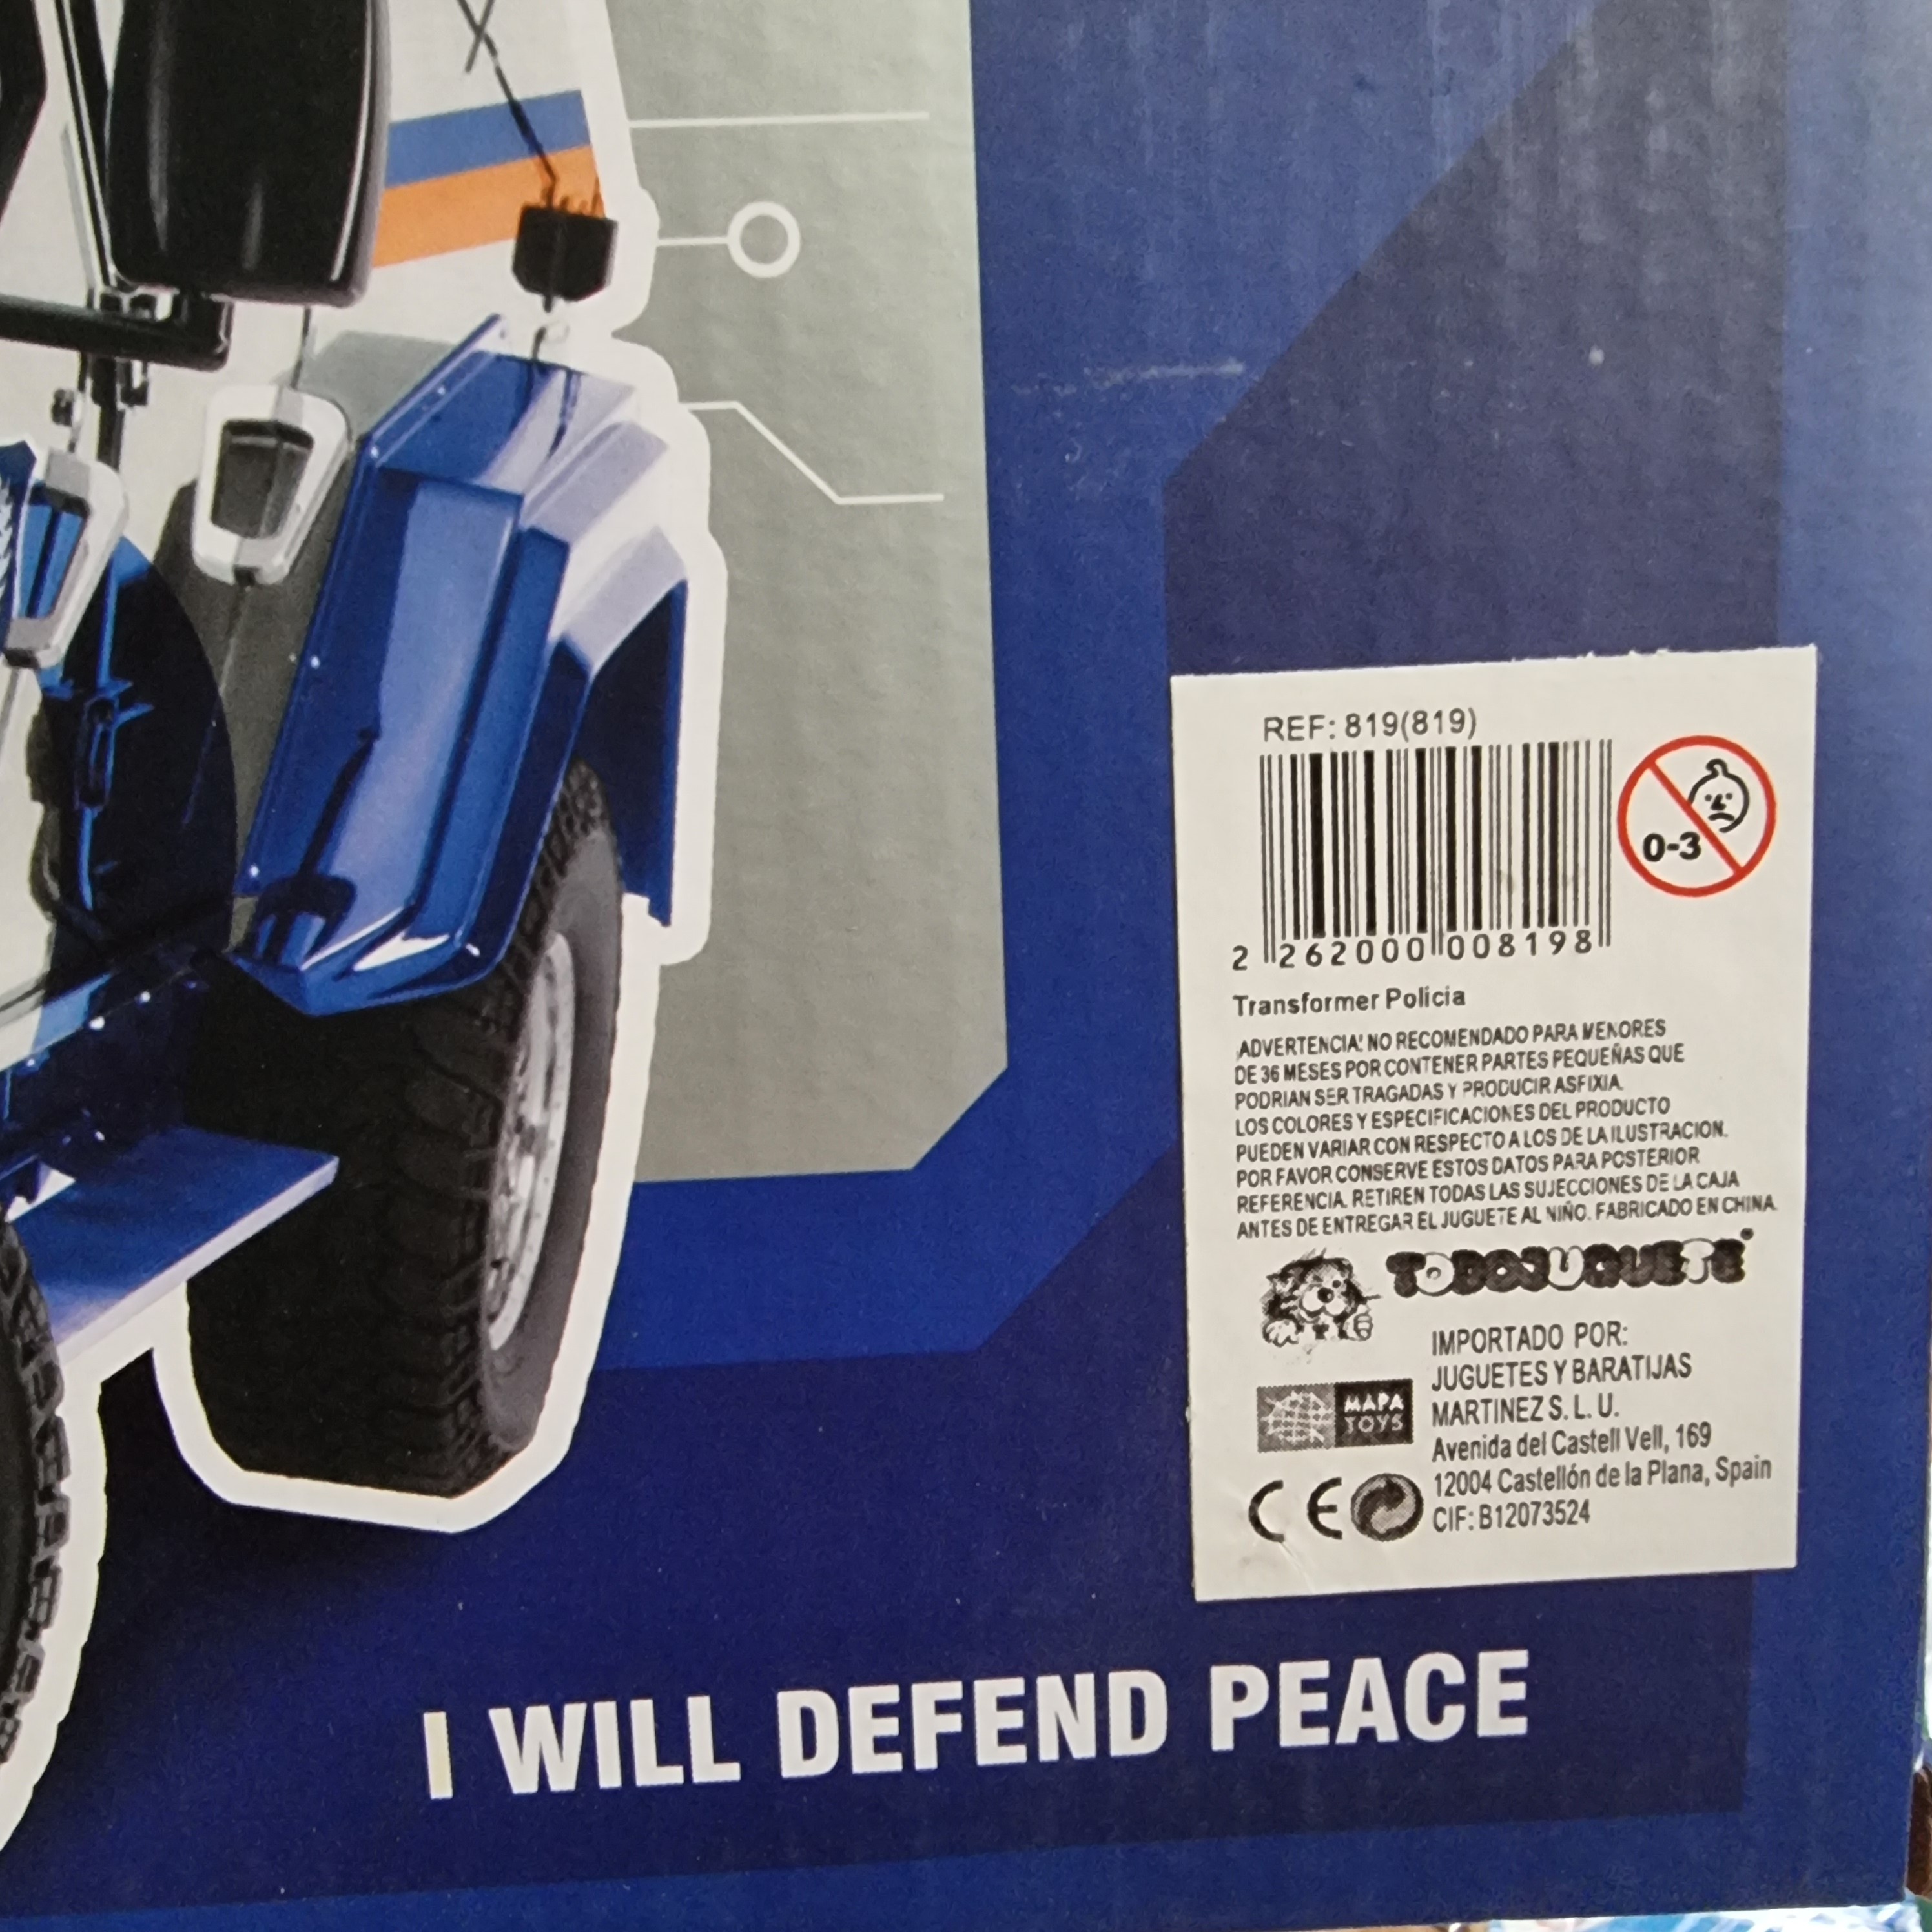 REF: 819(819)
0-3
2 262000 008198
Transformer Policia
¡ADVERTENCIA! NO RECOMENDADO PARA MENORES
DE 36 MESES POR CONTENER PARTES PEQUEÑAS QUE
PODRIAN SER TRAGADAS Y PRODUCIR ASFIXIA.
LOS COLORES Y ESPECIFICACIONES DEL PRODUCTO
PUEDEN VARIAR CON RESPECTO A LOS DE LA ILUSTRACION.
POR FAVOR CONSERVE ESTOS DATOS PARA POSTERIOR
REFERENCIA. RETIREN TODAS LAS SUJECCIONES DE LA CAJA
ANTES DE ENTREGAR EL JUGUETE AL NIÑO. FABRICADO EN CHINA.
TODOJUGUETE®
IMPORTADO POR:
JUGUETES Y BARATIJAS
MARTINEZ S. L. U.
Avenida del Castell Vell, 169
12004 Castellón de la Plana, Spain
CIF: B12073524
MAPA
TOYS
CE
I WILL DEFEND PEACE